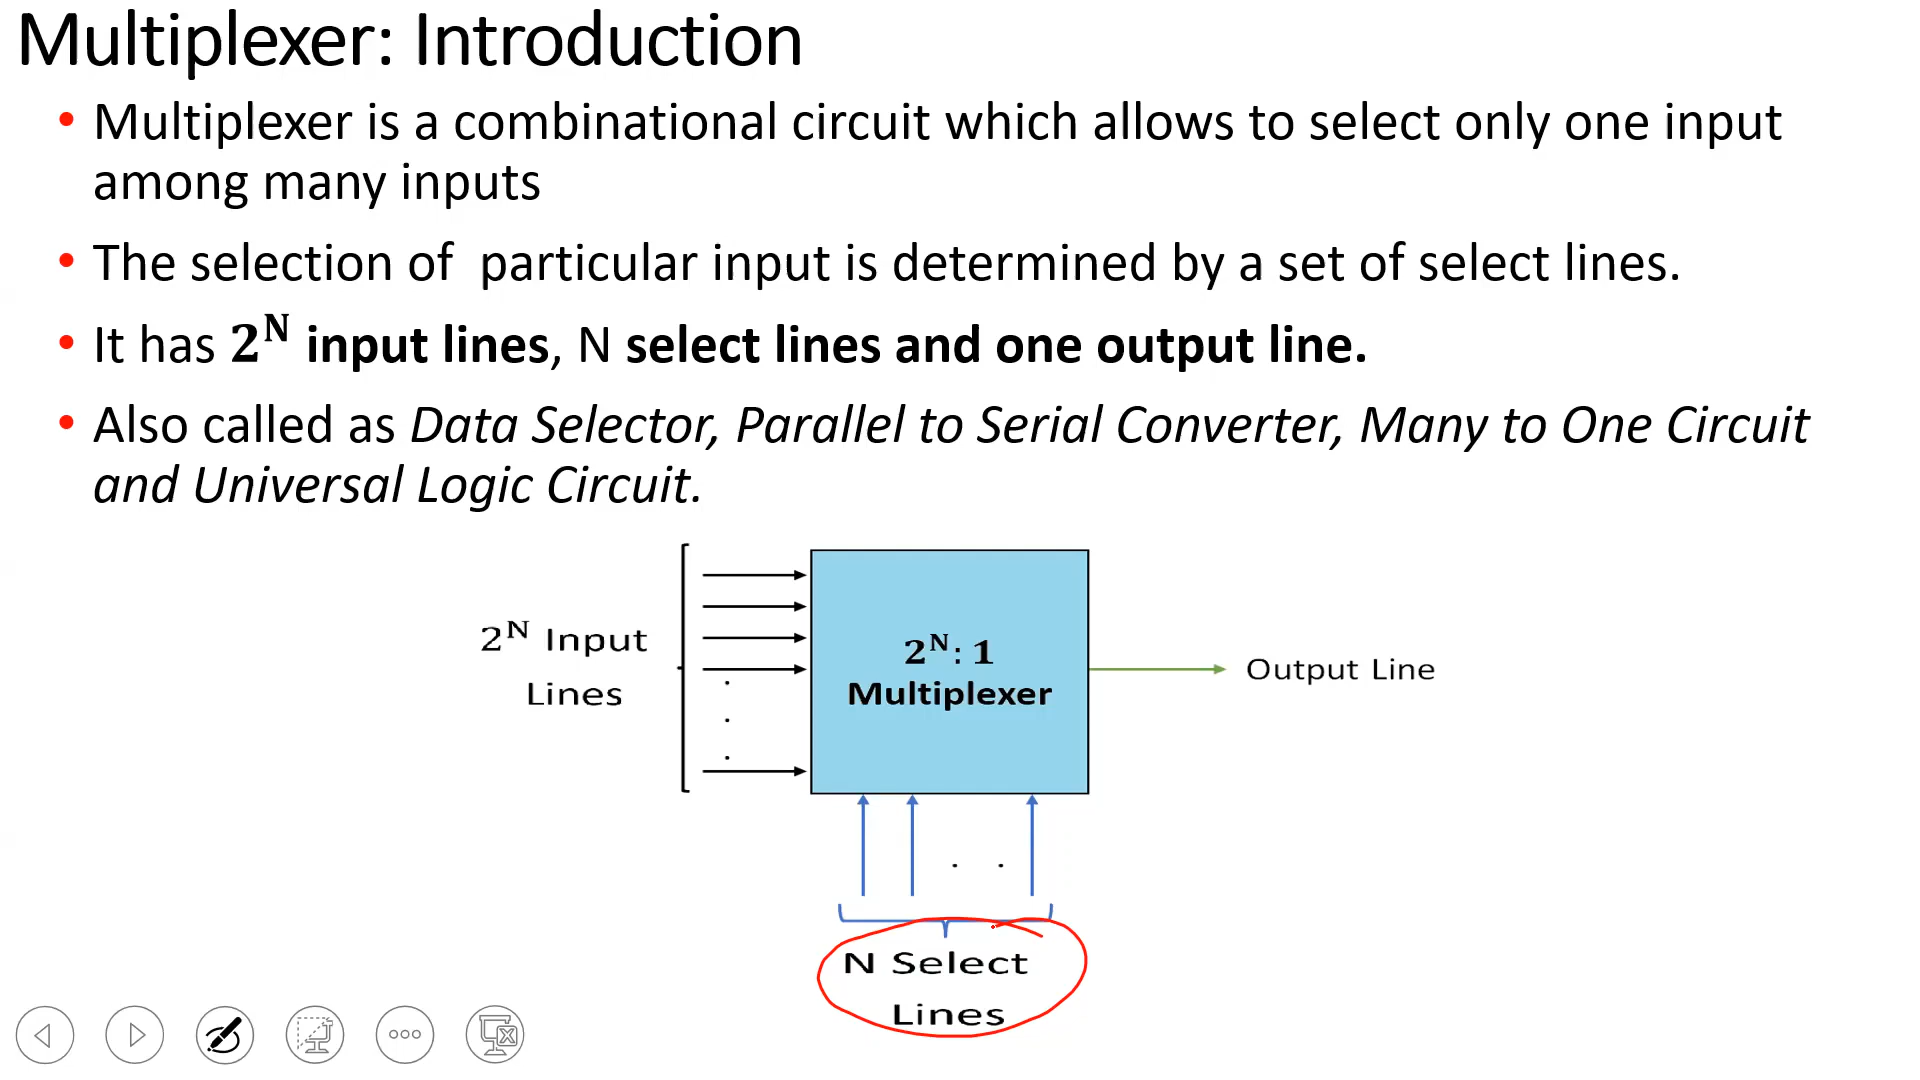 Multiplexer: Introduction
• Multiplexer is a combinational circuit which allows to select only one input
among many inputs
• The selection of  particular input is determined by a set of select lines.
• It has 2^N input lines, N select lines and one output line.
• Also called as Data Selector, Parallel to Serial Converter, Many to One Circuit
and Universal Logic Circuit.
2^N Input
Lines
2^N: 1
Multiplexer
Output Line
N Select
Lines